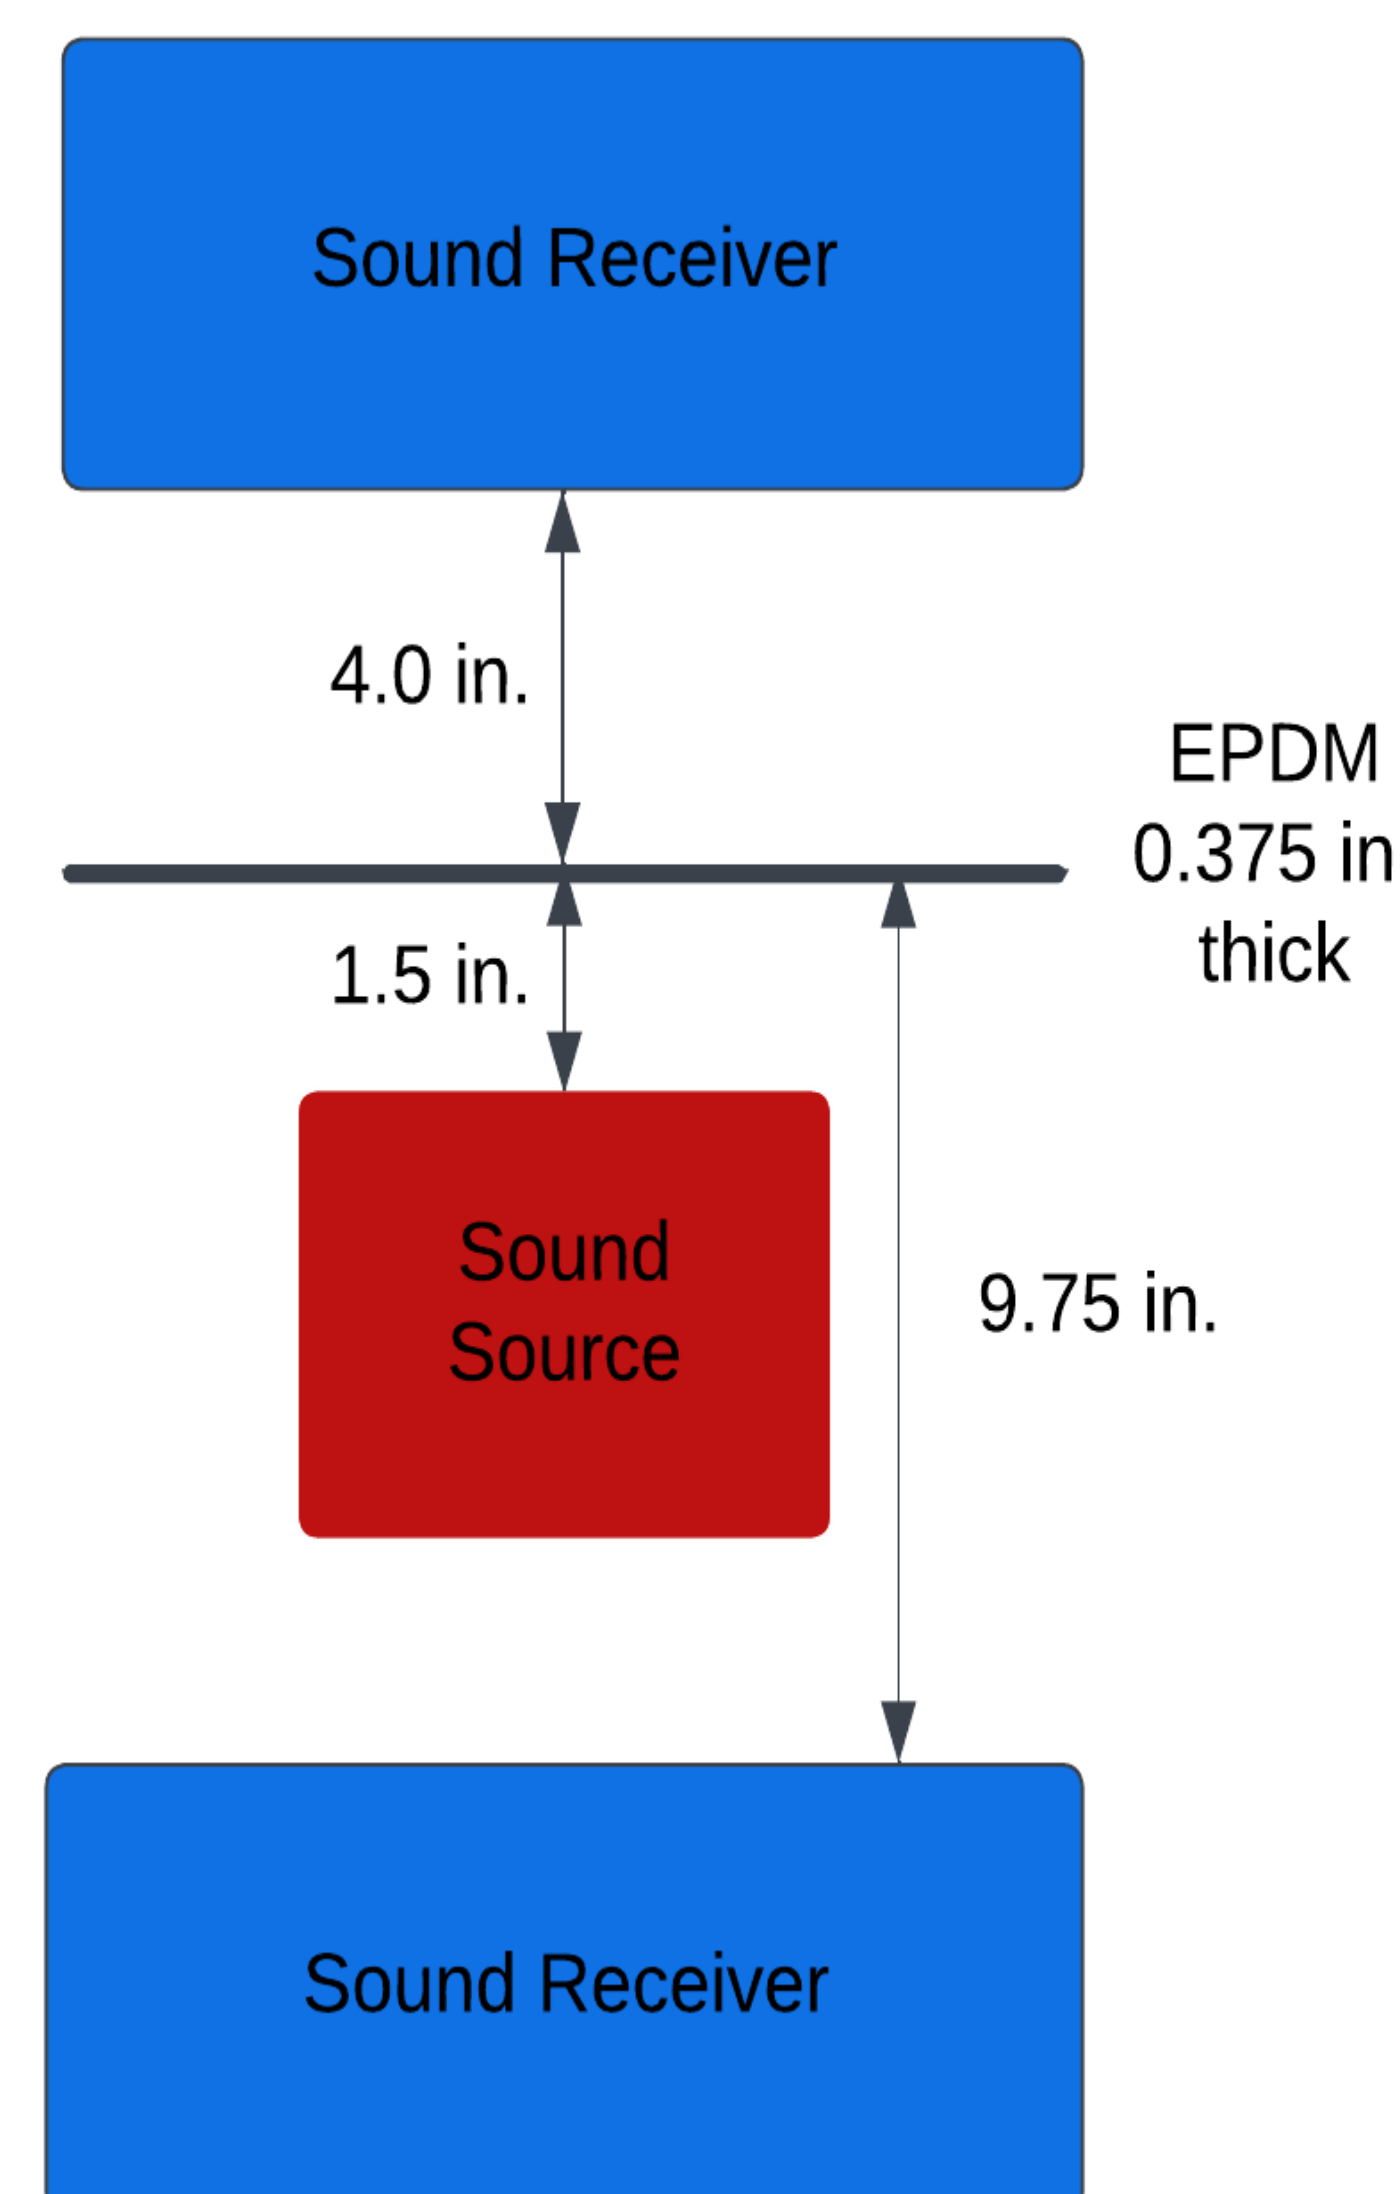 Sound Receiver
4.0 in.
EPDM
0.375 in
thick
1.5 in.
Sound
Source
9.75 in.
Sound Receiver